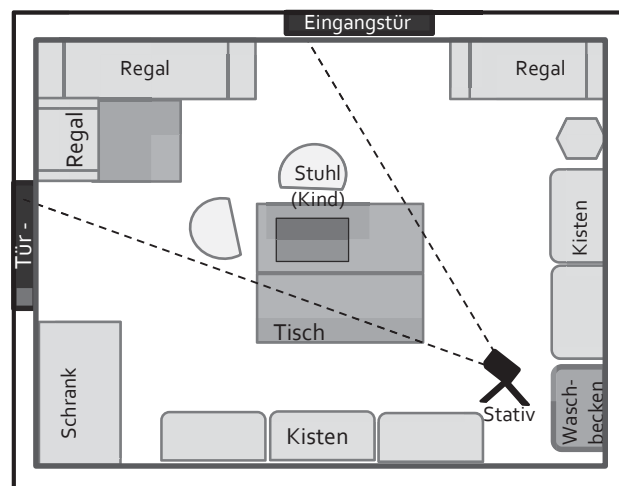 Eingangstür
Regal
Regal
Regal
Stuhl
(Kind)
Kisten
Tür -
Tisch
Schrank
Stativ
Wasch-
becken
Kisten